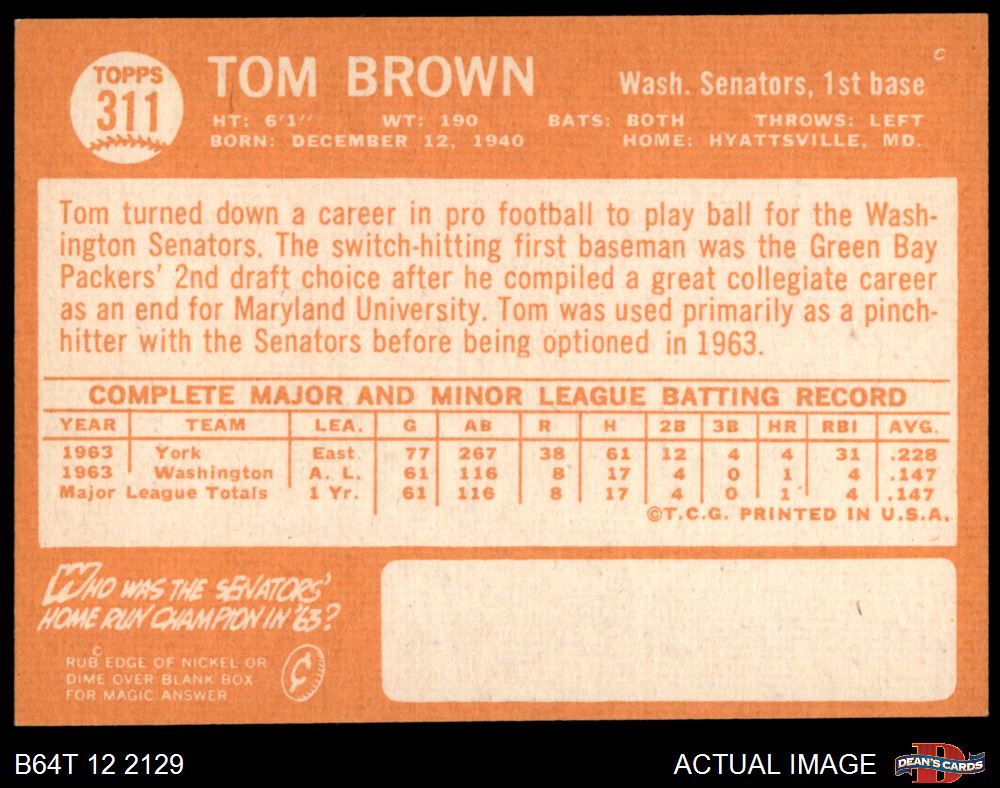 TOPPS
311
TOM BROWN
Wash. Senators, 1st base
HT: 6'1" WT: 190 BATS: BOTH THROWS: LEFT
BORN: DECEMBER 12, 1940 HOME: HYATTSVILLE, MD.
Tom turned down a career in pro football to play ball for the Wash-
ington Senators. The switch-hitting first baseman was the Green Bay
Packers' 2nd draft choice after he compiled a great collegiate career
as an end for Maryland University. Tom was used primarily as a pinch-
hitter with the Senators before being optioned in 1963.
COMPLETE MAJOR AND MINOR LEAGUE BATTING RECORD
YEAR TEAM LEA. G AB R H 2B 3B HR RBI AVG.
1963 York East. 77 267 38 61 12 4 4 31 .228
1963 Washington A. L. 61 116 8 17 4 0 1 4 .147
Major League Totals 1 Yr. 61 116 8 17 4 0 1 4 .147
©T.C.G. PRINTED IN U.S.A.
WHO WAS THE SENATORS'
HOME RUN CHAMPION IN '63?
RUB EDGE OF NICKEL OR
DIME OVER BLANK BOX
FOR MAGIC ANSWER
¢
B64T 12 2129
ACTUAL IMAGE
D
DEAN'S CARDS